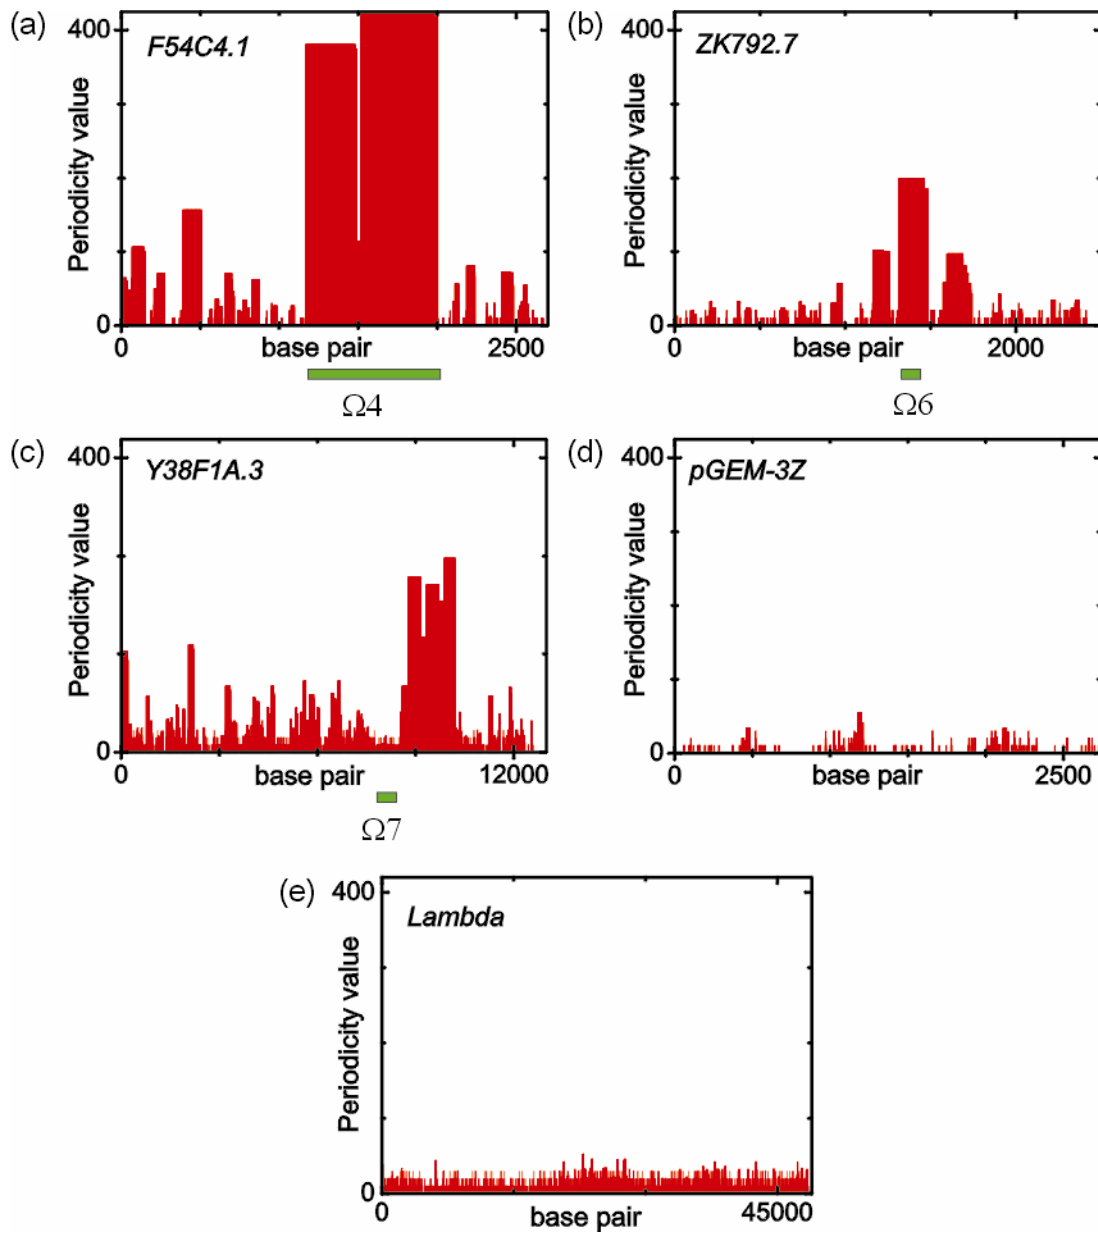 (a)
F54C4.1
400
Periodicity value
0
0
base pair
2500
Ω4
(b)
ZK792.7
400
Periodicity value
0
0
base pair
2000
Ω6
(c)
Y38F1A.3
400
Periodicity value
0
0
base pair
12000
Ω7
(d)
pGEM-3Z
400
Periodicity value
0
0
base pair
2500
(e)
Lambda
400
Periodicity value
0
0
base pair
45000